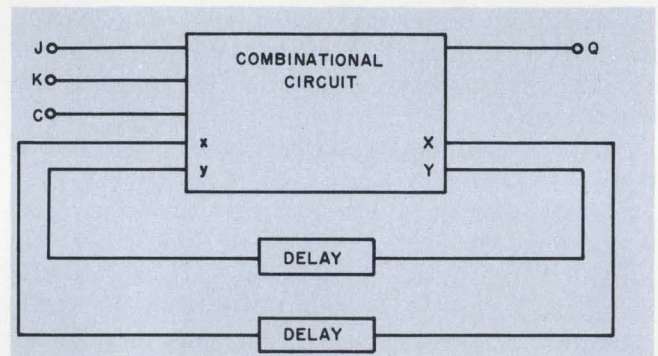 J
K
C
COMBINATIONAL
CIRCUIT
Q
x
X
y
Y
DELAY
DELAY